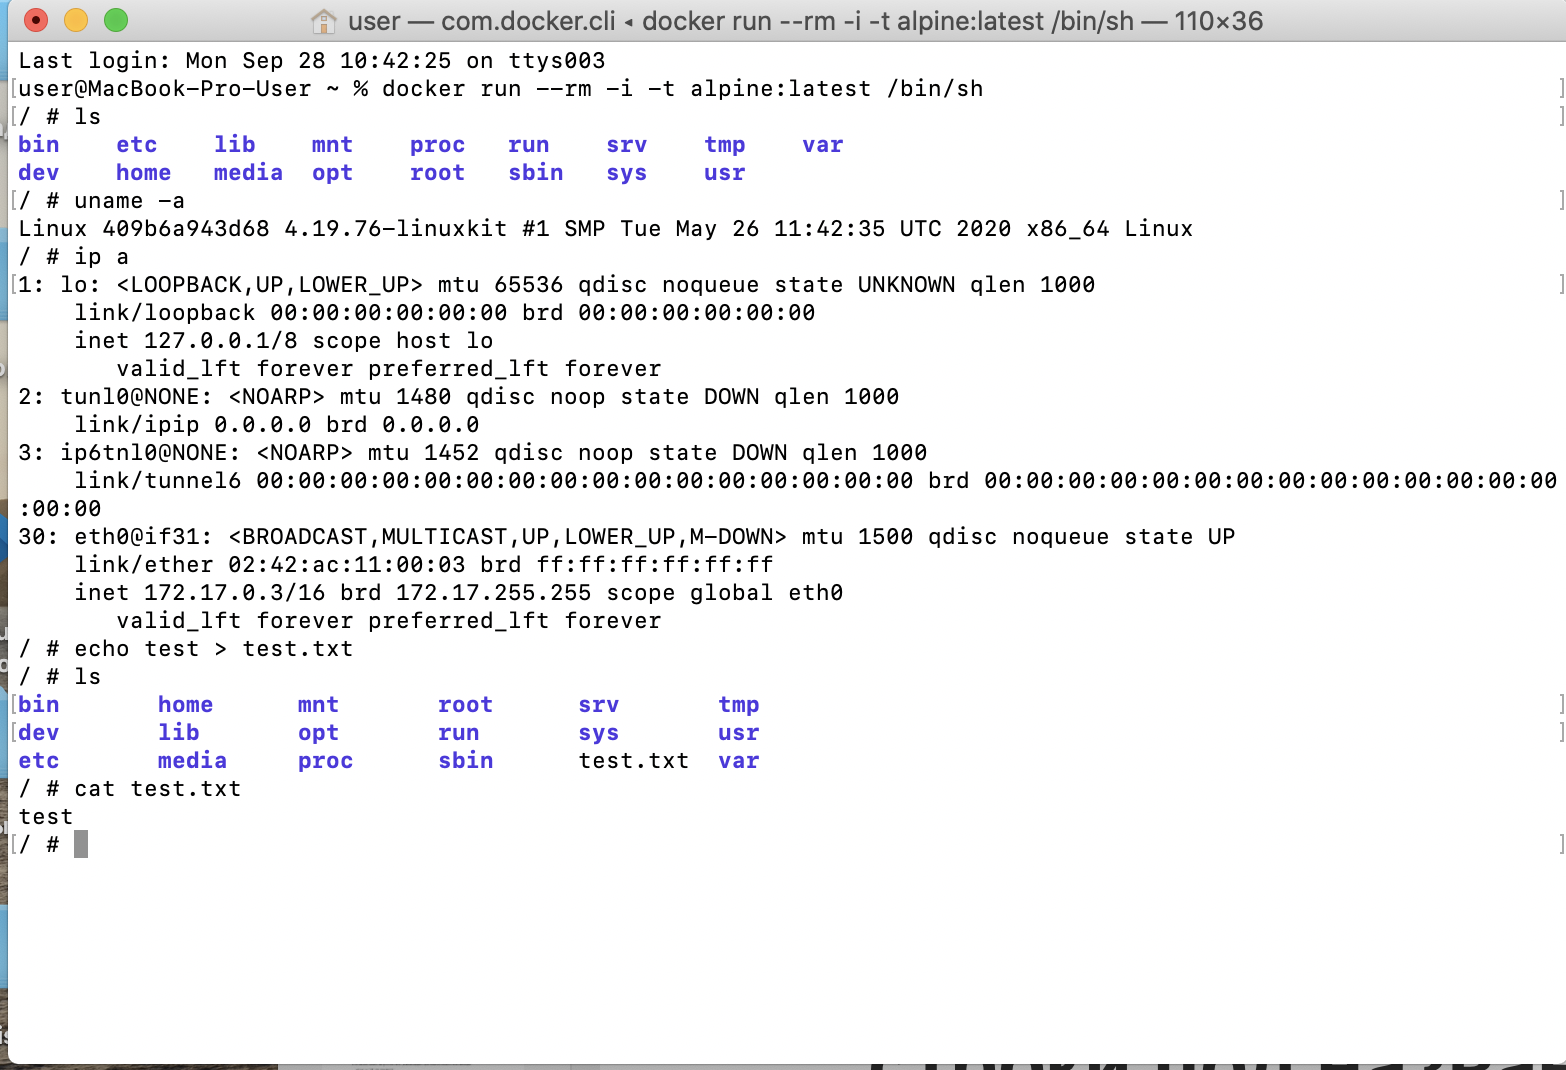 user — com.docker.cli ◂ docker run --rm -i -t alpine:latest /bin/sh — 110×36
Last login: Mon Sep 28 10:42:25 on ttys003
[user@MacBook-Pro-User ~ % docker run --rm -i -t alpine:latest /bin/sh ]
[/ # ls ]
bin    etc    lib    mnt    proc   run    srv    tmp    var
dev    home   media  opt    root   sbin   sys    usr
[/ # uname -a ]
Linux 409b6a943d68 4.19.76-linuxkit #1 SMP Tue May 26 11:42:35 UTC 2020 x86_64 Linux
/ # ip a
[1: lo: <LOOPBACK,UP,LOWER_UP> mtu 65536 qdisc noqueue state UNKNOWN qlen 1000 ]
    link/loopback 00:00:00:00:00:00 brd 00:00:00:00:00:00
    inet 127.0.0.1/8 scope host lo
       valid_lft forever preferred_lft forever
2: tunl0@NONE: <NOARP> mtu 1480 qdisc noop state DOWN qlen 1000
    link/ipip 0.0.0.0 brd 0.0.0.0
3: ip6tnl0@NONE: <NOARP> mtu 1452 qdisc noop state DOWN qlen 1000
    link/tunnel6 00:00:00:00:00:00:00:00:00:00:00:00:00:00:00:00 brd 00:00:00:00:00:00:00:00:00:00:00:00:00:00
:00:00
30: eth0@if31: <BROADCAST,MULTICAST,UP,LOWER_UP,M-DOWN> mtu 1500 qdisc noqueue state UP
    link/ether 02:42:ac:11:00:03 brd ff:ff:ff:ff:ff:ff
    inet 172.17.0.3/16 brd 172.17.255.255 scope global eth0
       valid_lft forever preferred_lft forever
/ # echo test > test.txt
/ # ls
[bin       home      mnt       root      srv       tmp ]
[dev       lib       opt       run       sys       usr ]
etc       media     proc      sbin      test.txt  var
/ # cat test.txt
test
[/ # ]